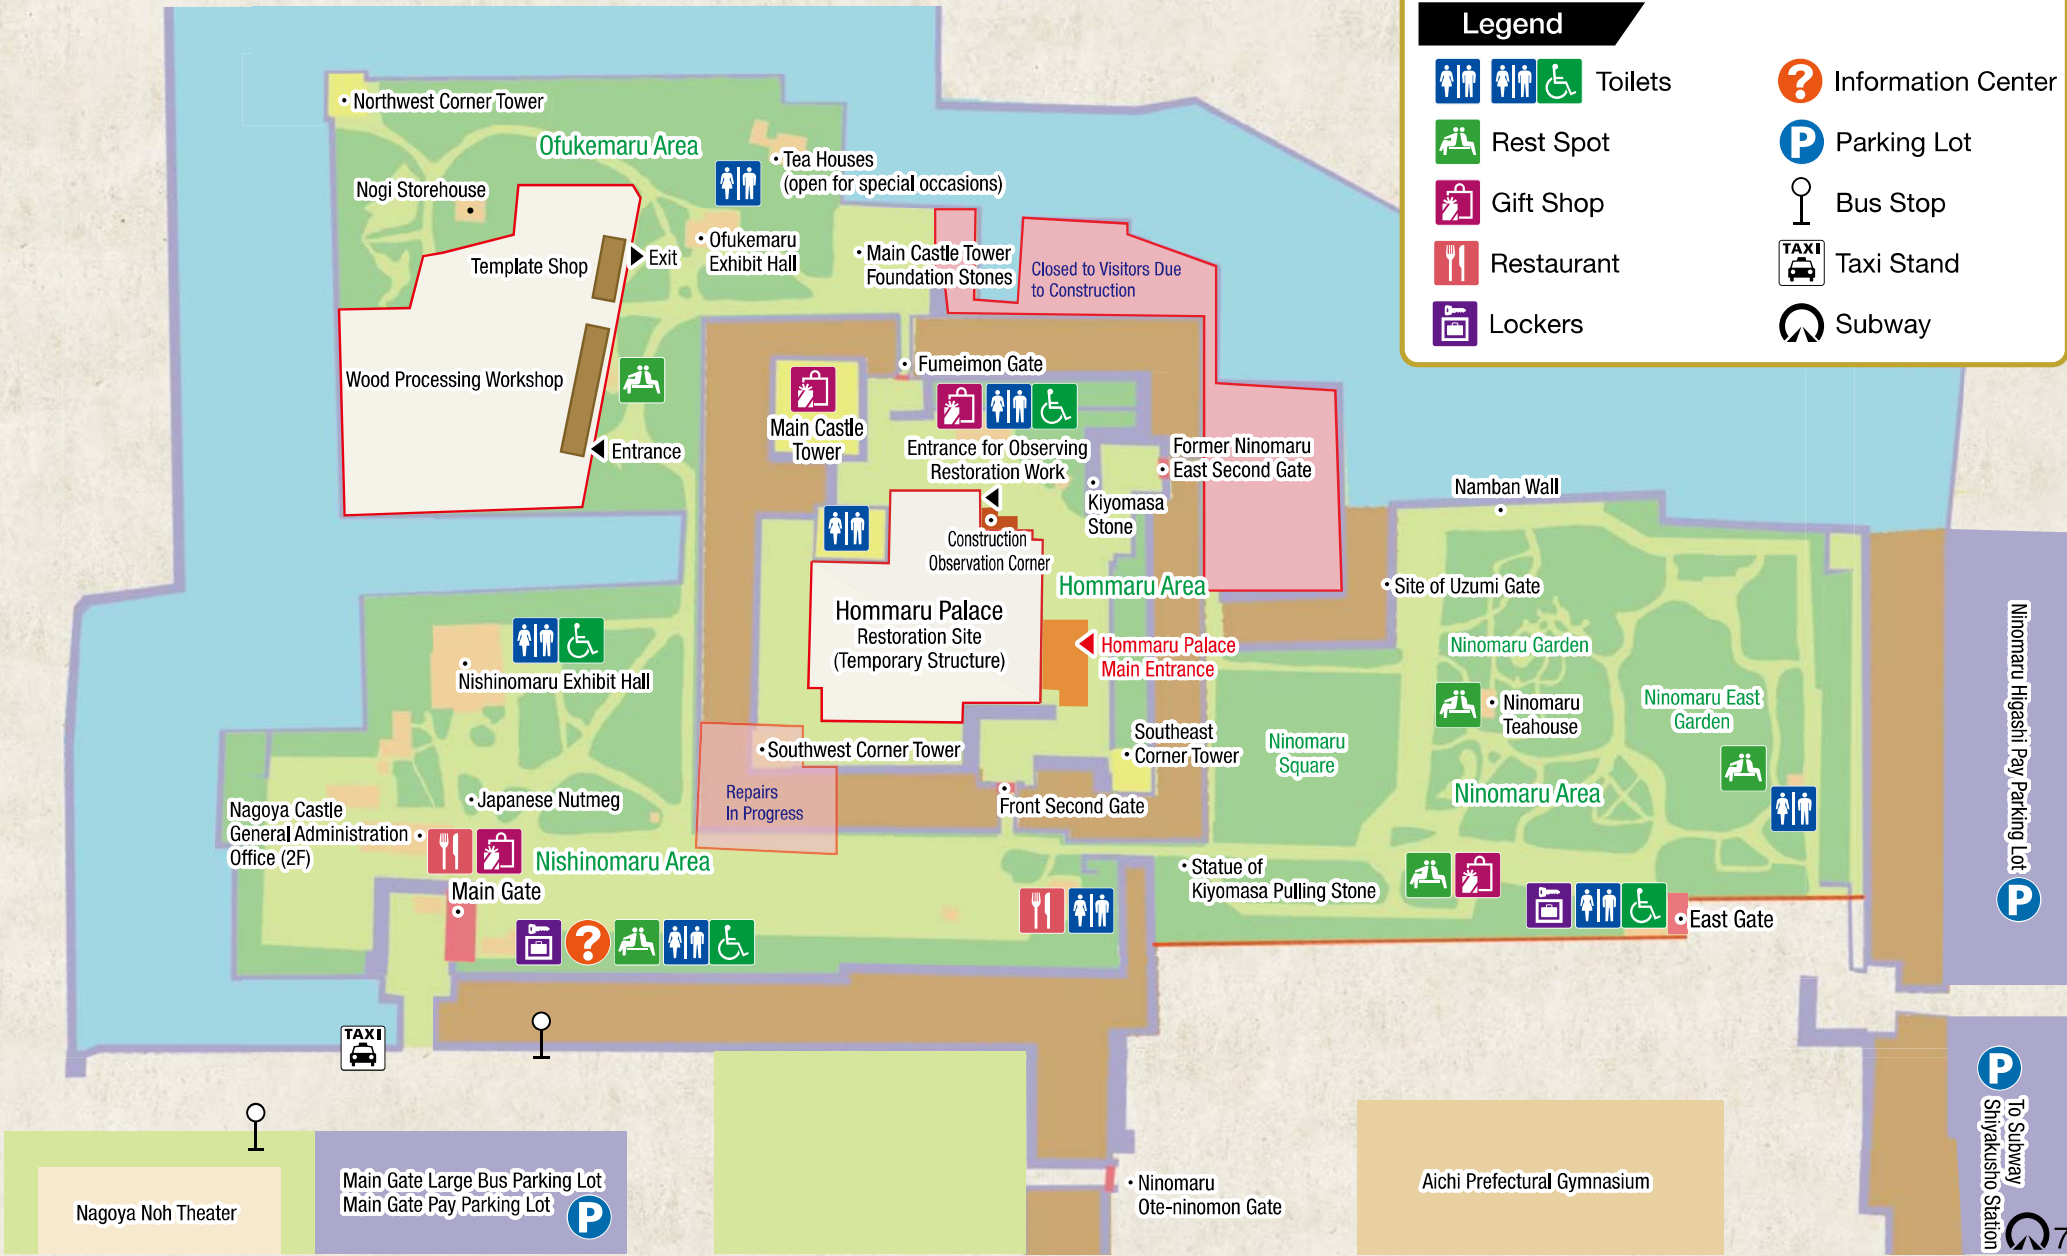 Legend
Toilets
Rest Spot
Gift Shop
Restaurant
Lockers
Information Center
Parking Lot
Bus Stop
TAXI
Taxi Stand
Subway
Northwest Corner Tower
Ofukemaru Area
Tea Houses
(open for special occasions)
Nogi Storehouse
Template Shop
Exit
Ofukemaru
Exhibit Hall
Main Castle Tower
Foundation Stones
Closed to Visitors Due
to Construction
Wood Processing Workshop
Entrance
Fumeimon Gate
Main Castle
Tower
Entrance for Observing
Restoration Work
Former Ninomaru
East Second Gate
Kiyomasa
Stone
Construction
Observation Corner
Namban Wall
Site of Uzumi Gate
Hommaru Area
Hommaru Palace
Restoration Site
(Temporary Structure)
Hommaru Palace
Main Entrance
Ninomaru Garden
Ninomaru
Teahouse
Ninomaru East
Garden
Ninomaru Higashi Pay Parking Lot
P
Nishinomaru Exhibit Hall
Southwest Corner Tower
Southeast
Corner Tower
Ninomaru
Square
Ninomaru Area
Repairs
In Progress
Front Second Gate
Japanese Nutmeg
Nagoya Castle
General Administration
Office (2F)
Nishinomaru Area
Main Gate
Statue of
Kiyomasa Pulling Stone
East Gate
TAXI
P
To Subway
Shiyakusho Station
7
Nagoya Noh Theater
Main Gate Large Bus Parking Lot
Main Gate Pay Parking Lot
P
Ninomaru
Ote-ninomon Gate
Aichi Prefectural Gymnasium